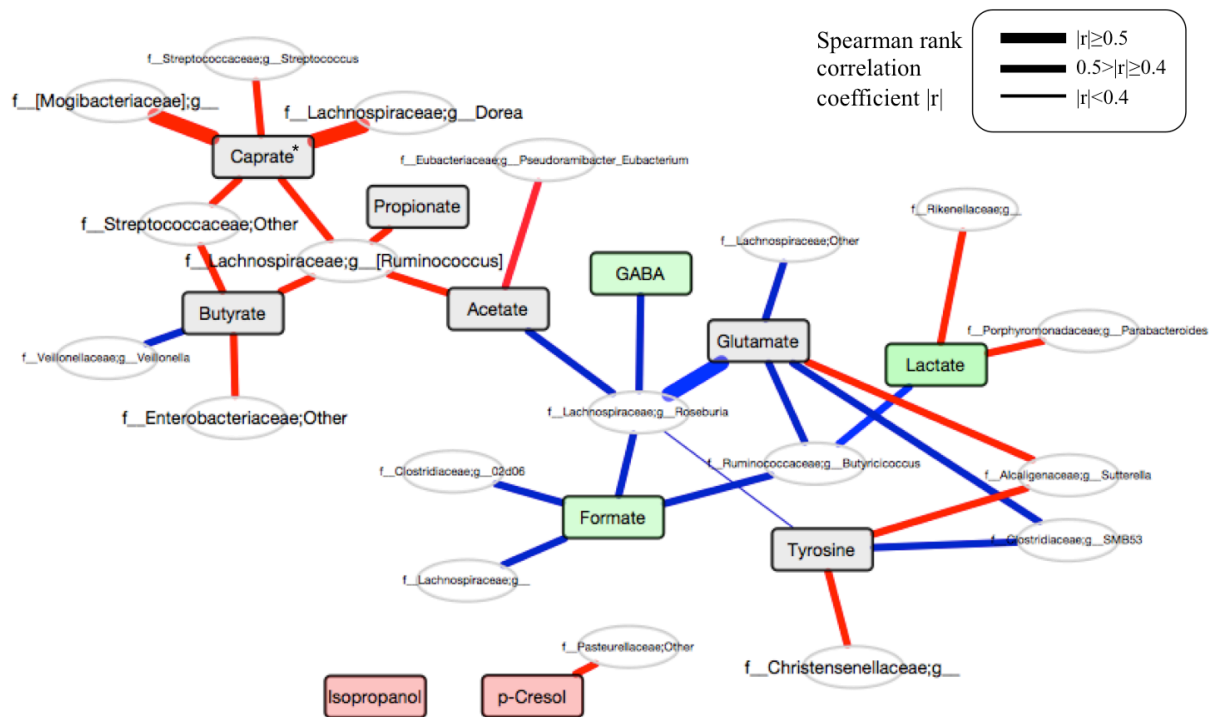 Spearman rank
correlation
coefficient |r|
|r|≥0.5
0.5>|r|≥0.4
|r|<0.4
f__Streptococcaceae;g__Streptococcus
f__[Mogibacteriaceae];g__
f__Lachnospiraceae;g__Dorea
Caprate*
f__Eubacteriaceae;g__Pseudoramibacter_Eubacterium
Propionate
f__Streptococcaceae;Other
f__Rikenellaceae;g__
f__Lachnospiraceae;Other
f__Lachnospiraceae;g__[Ruminococcus]
GABA
Butyrate
Acetate
Glutamate
f__Porphyromonadaceae;g__Parabacteroides
f__Veillonellaceae;g__Veillonella
Lactate
f__Enterobacteriaceae;Other
f__Lachnospiraceae;g__Roseburia
f__Clostridiaceae;g__02d06
f__Ruminococcaceae;g__Butyricicoccus
f__Alcaligenaceae;g__Sutterella
Formate
f__Clostridiaceae;g__SMB53
Tyrosine
f__Lachnospiraceae;g__
f__Pasteurellaceae;Other
f__Christensenellaceae;g__
Isopropanol
p-Cresol